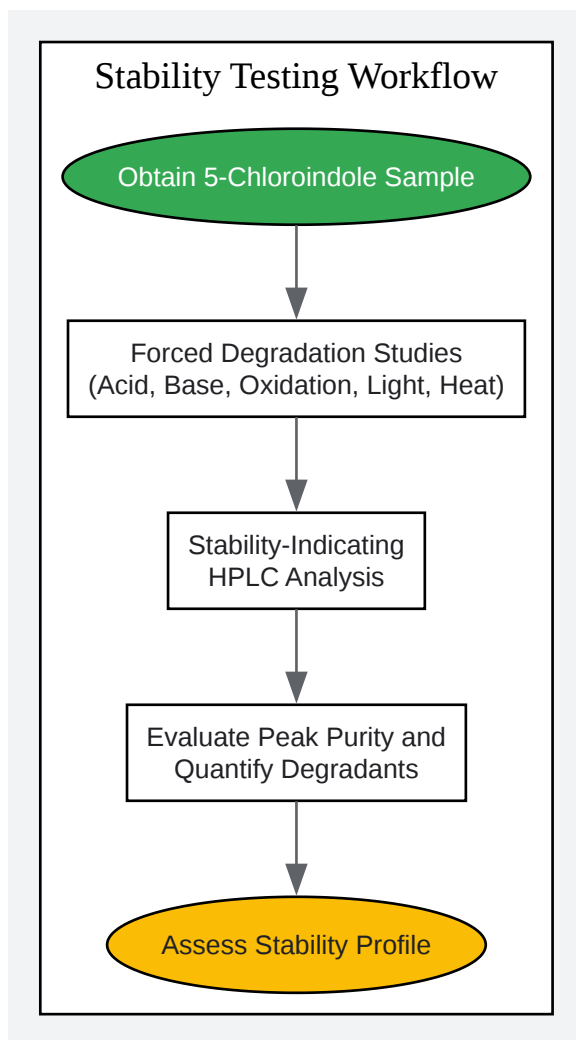 Stability Testing Workflow
Obtain 5-Chloroindole Sample
Forced Degradation Studies
(Acid, Base, Oxidation, Light, Heat)
Stability-Indicating
HPLC Analysis
Evaluate Peak Purity and
Quantify Degradants
Assess Stability Profile